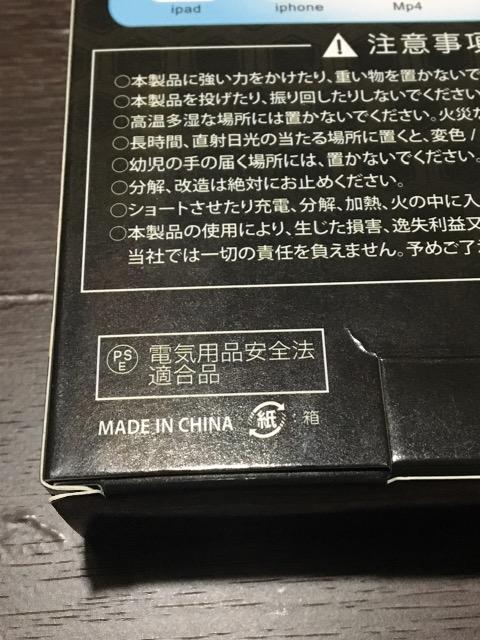 ipad iphone Mp4
注意事項
○本製品に強い力をかけたり、重い物を置かないで
○本製品を投げたり、振り回したりしないでください
○高温多湿な場所には置かないでください。火災な
○長時間、直射日光の当たる場所に置くと、変色/
○幼児の手の届く場所には、置かないでください。
○分解、改造は絶対にお止めください。
○ショートさせたり充電、分解、加熱、火の中に入
○本製品の使用により、生じた損害、逸失利益又
当社では一切の責任を負えません。予めご了
PS
E
電気用品安全法
適合品
MADE IN CHINA 紙 :箱